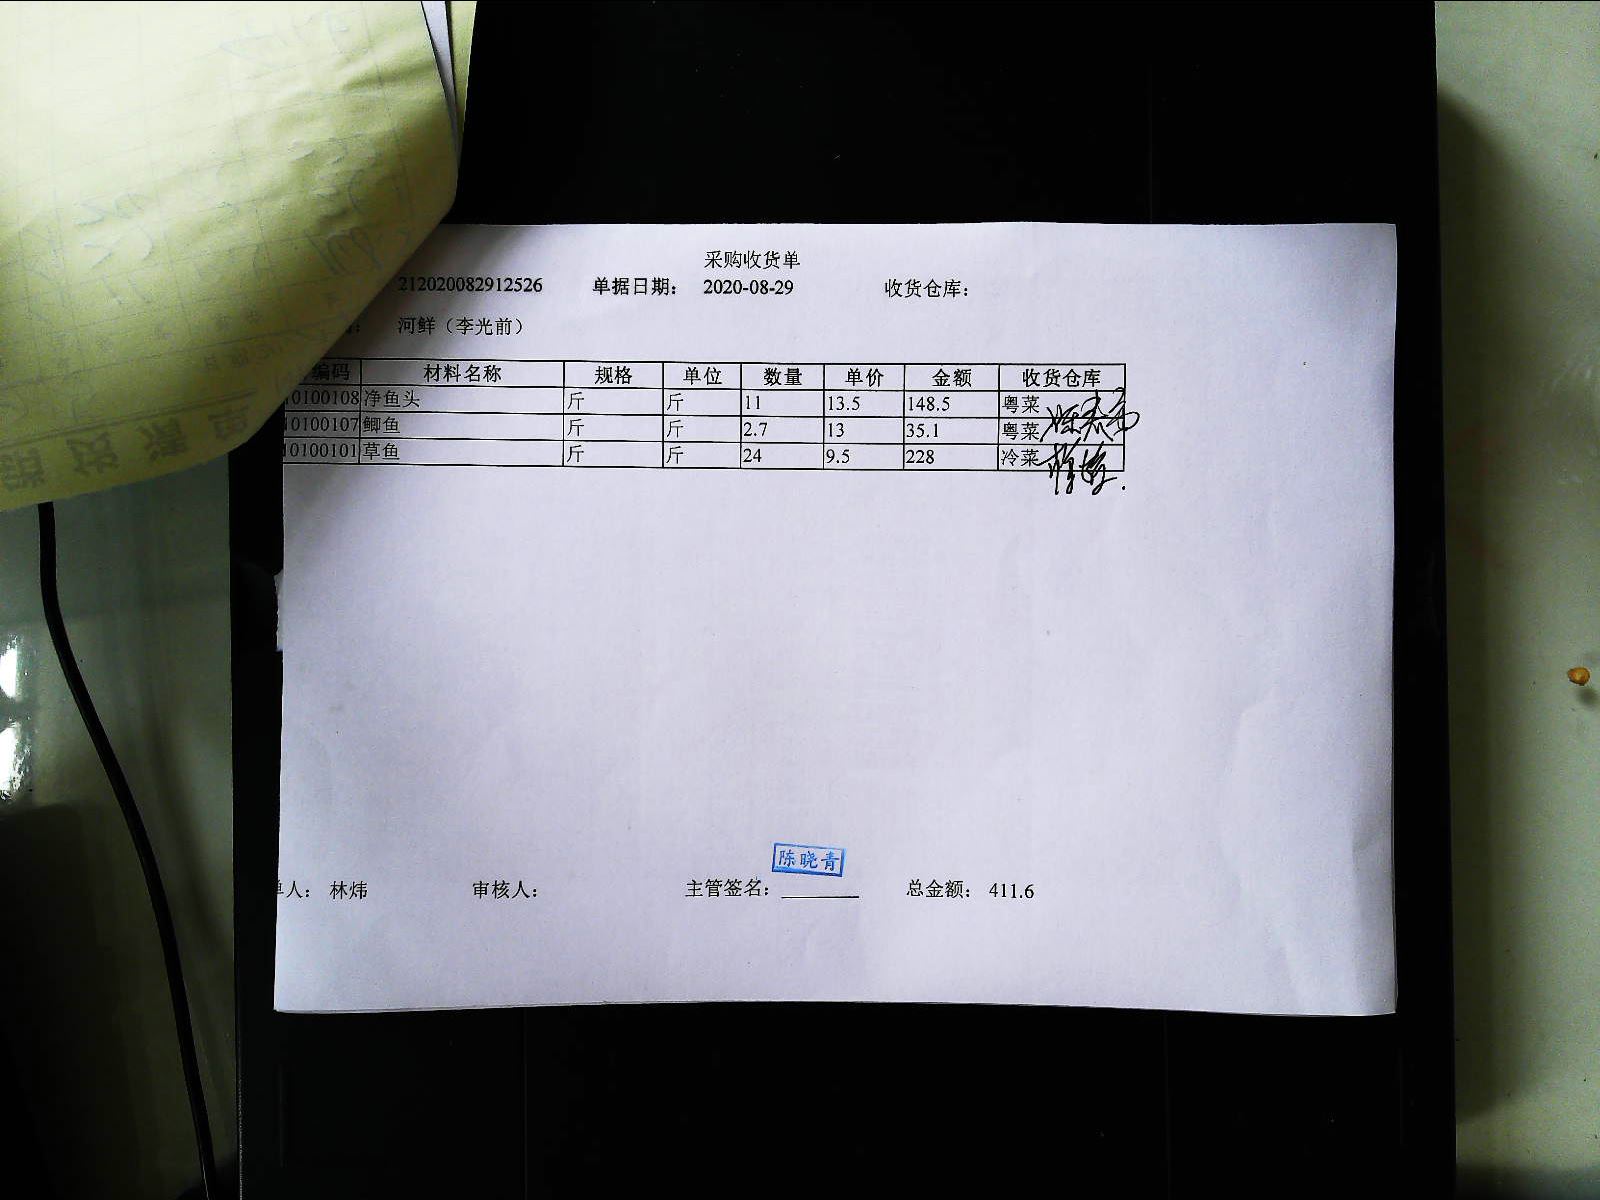 采购收货单
212020082912526 单据日期： 2020-08-29 收货仓库：
河鲜（李光前）
编码 材料名称 规格 单位 数量 单价 金额 收货仓库
10100108 净鱼头 斤 斤 11 13.5 148.5 粤菜
10100107 鲫鱼 斤 斤 2.7 13 35.1 粤菜
10100101 草鱼 斤 斤 24 9.5 228 冷菜
陈晓青
单人： 林炜 审核人： 主管签名： 总金额： 411.6